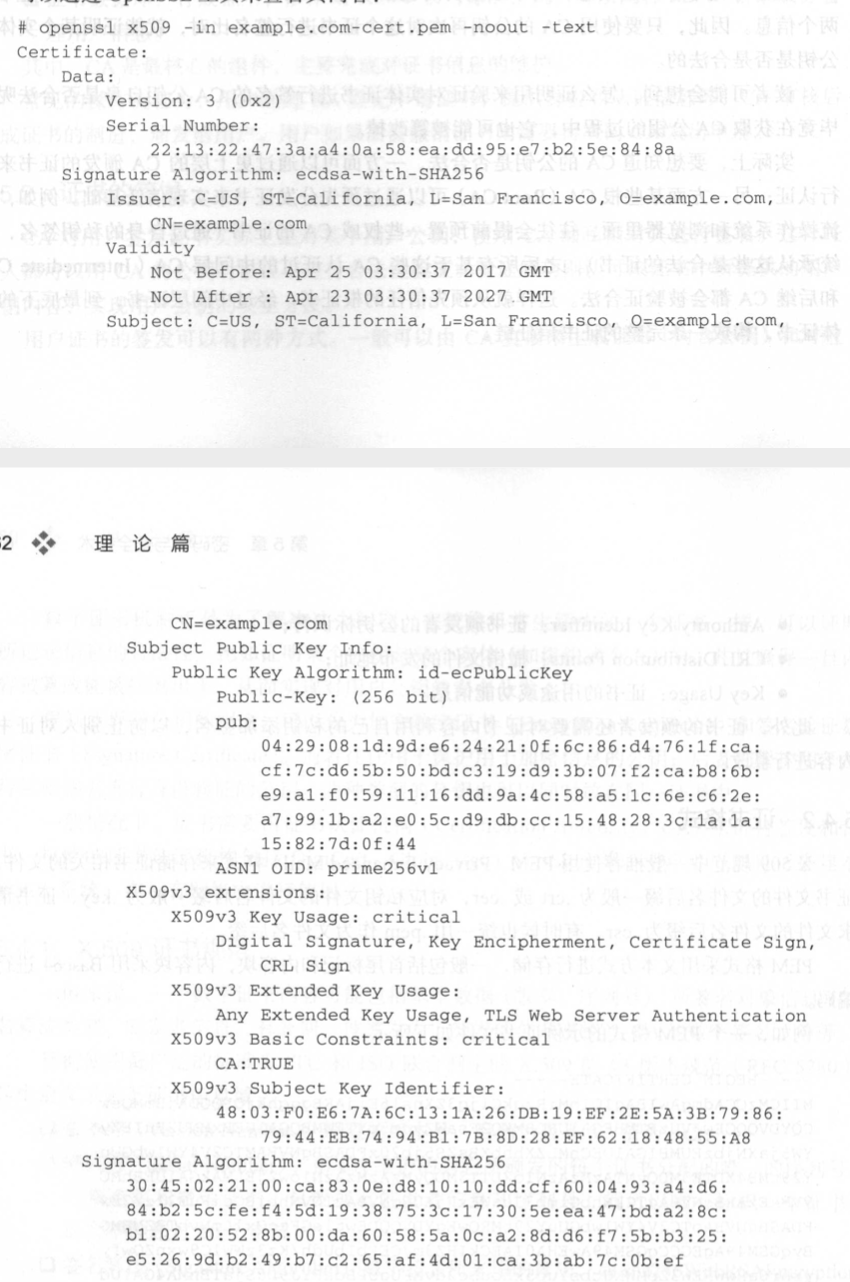 # openssl x509 -in example.com-cert.pem -noout -text
Certificate:
Data:
Version: 3 (0x2)
Serial Number:
22:13:22:47:3a:a4:0a:58:ea:dd:95:e7:b2:5e:84:8a
Signature Algorithm: ecdsa-with-SHA256
Issuer: C=US, ST=California, L=San Francisco, O=example.com,
CN=example.com
Validity
Not Before: Apr 25 03:30:37 2017 GMT
Not After : Apr 23 03:30:37 2027 GMT
Subject: C=US, ST=California, L=San Francisco, O=example.com,
理 论 篇
CN=example.com
Subject Public Key Info:
Public Key Algorithm: id-ecPublicKey
Public-Key: (256 bit)
pub:
04:29:08:1d:9d:e6:24:21:0f:6c:86:d4:76:1f:ca:
cf:7c:d6:5b:50:bd:c3:19:d9:3b:07:f2:ca:b8:6b:
e9:a1:f0:59:11:16:dd:9a:4c:58:a5:1c:6e:c6:2e:
a7:99:1b:a2:e0:5c:d9:db:cc:15:48:28:3c:1a:1a:
15:82:7d:0f:44
ASN1 OID: prime256v1
X509v3 extensions:
X509v3 Key Usage: critical
Digital Signature, Key Encipherment, Certificate Sign,
CRL Sign
X509v3 Extended Key Usage:
Any Extended Key Usage, TLS Web Server Authentication
X509v3 Basic Constraints: critical
CA:TRUE
X509v3 Subject Key Identifier:
48:03:F0:E6:7A:6C:13:1A:26:DB:19:EF:2E:5A:3B:79:86:
79:44:EB:74:94:B1:7B:8D:28:EF:62:18:48:55:A8
Signature Algorithm: ecdsa-with-SHA256
30:45:02:21:00:ca:83:0e:d8:10:10:dd:cf:60:04:93:a4:d6:
84:b2:5c:fe:f4:5d:19:38:75:3c:17:30:5e:ea:47:bd:a2:8c:
b1:02:20:52:8b:00:da:60:58:5a:0c:a2:8d:d6:f7:5b:b3:25:
e5:26:9d:b2:49:b7:c2:65:af:4d:01:ca:3b:ab:7c:0b:ef